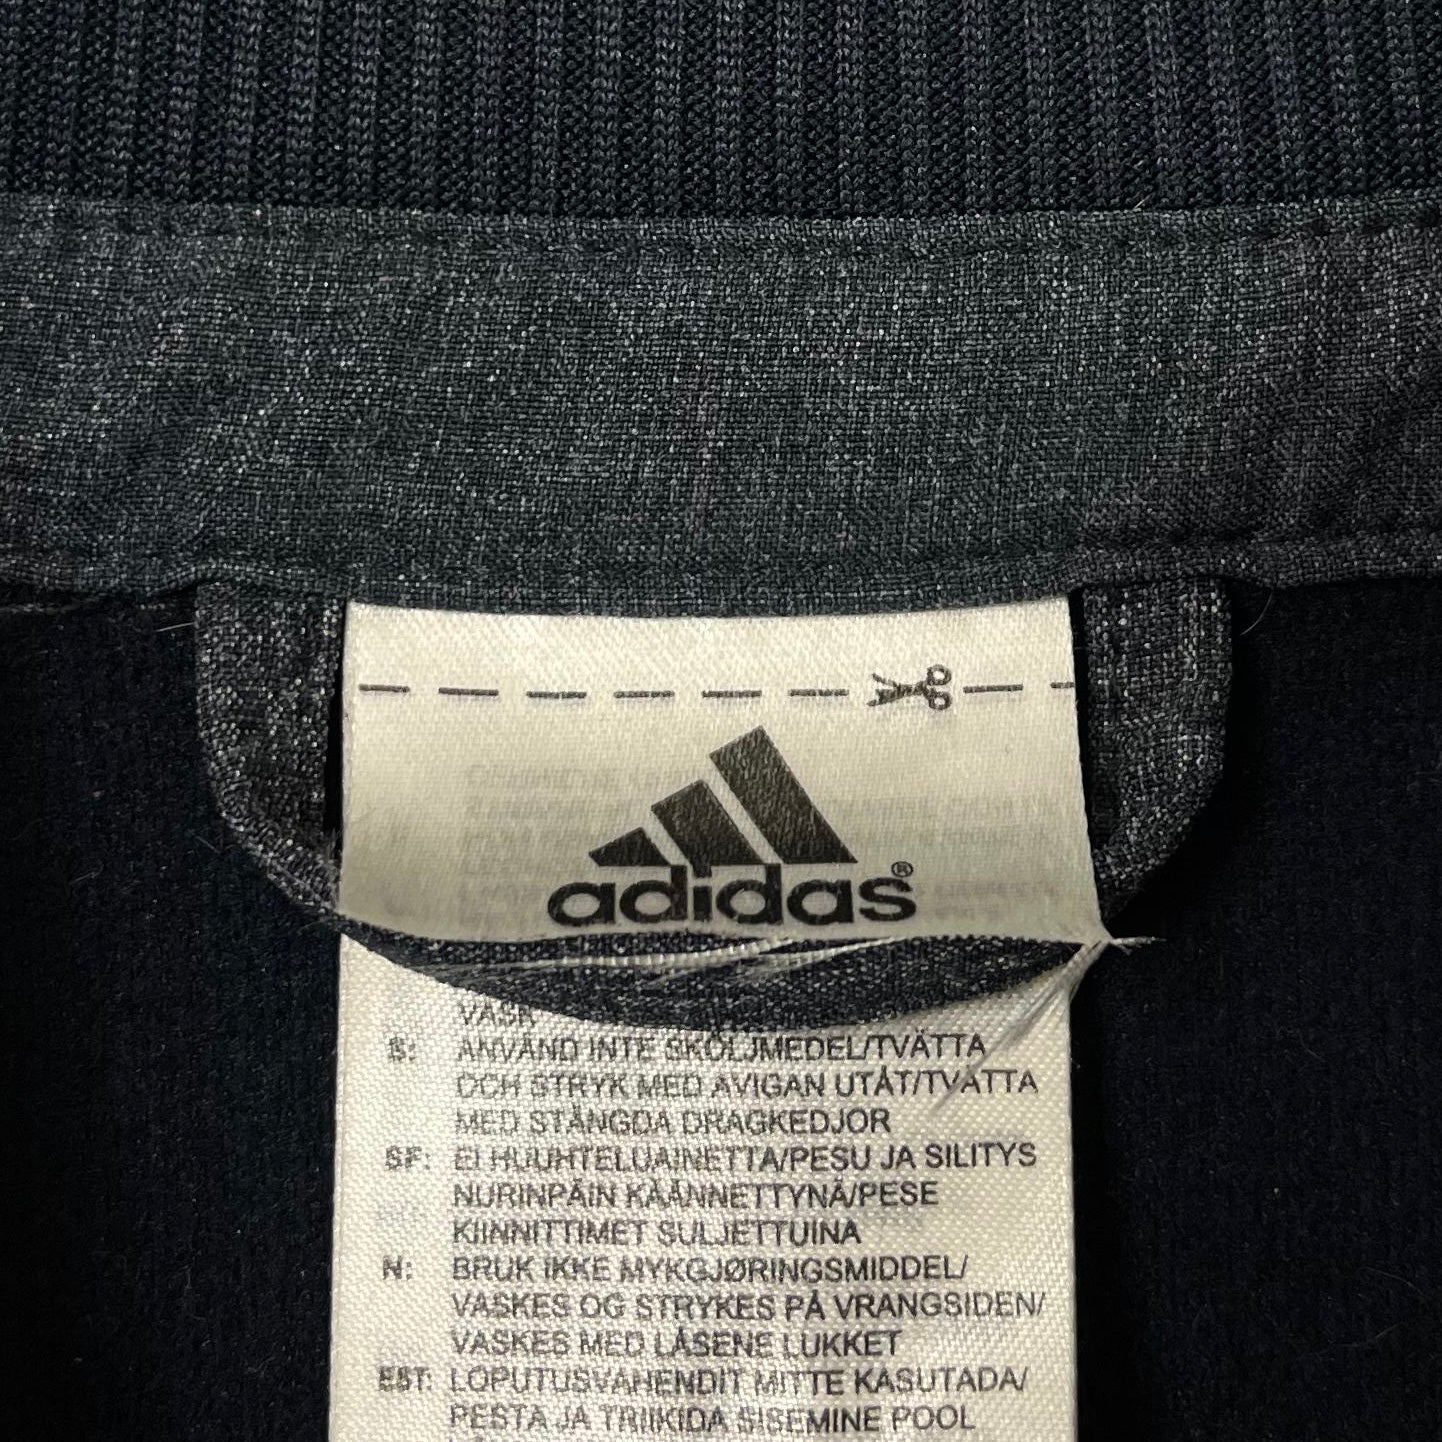 adidas®
VASK
S: ANVÄND INTE SKÖLJMEDEL/TVÄTTA
OCH STRYK MED AVIGAN UTÅT/TVÄTTA
MED STÄNGDA DRAGKEDJOR
SF: EI HUUHTELUAINETTA/PESU JA SILITYS
NURINPÄIN KÄÄNNETTYNÄ/PESE
KIINNITTIMET SULJETTUINA
N: BRUK IKKE MYKGJØRINGSMIDDEL/
VASKES OG STRYKES PÅ VRANGSIDEN/
VASKES MED LÅSENE LUKKET
EST: LOPUTUSVAHENDIT MITTE KASUTADA/
PESTA JA TRIIKIDA SISEMINE POOL